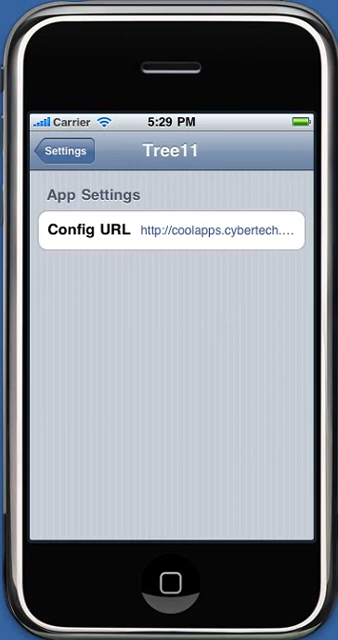 Carrier 5:29 PM
Settings Tree11
App Settings
Config URL http://coolapps.cybertech....